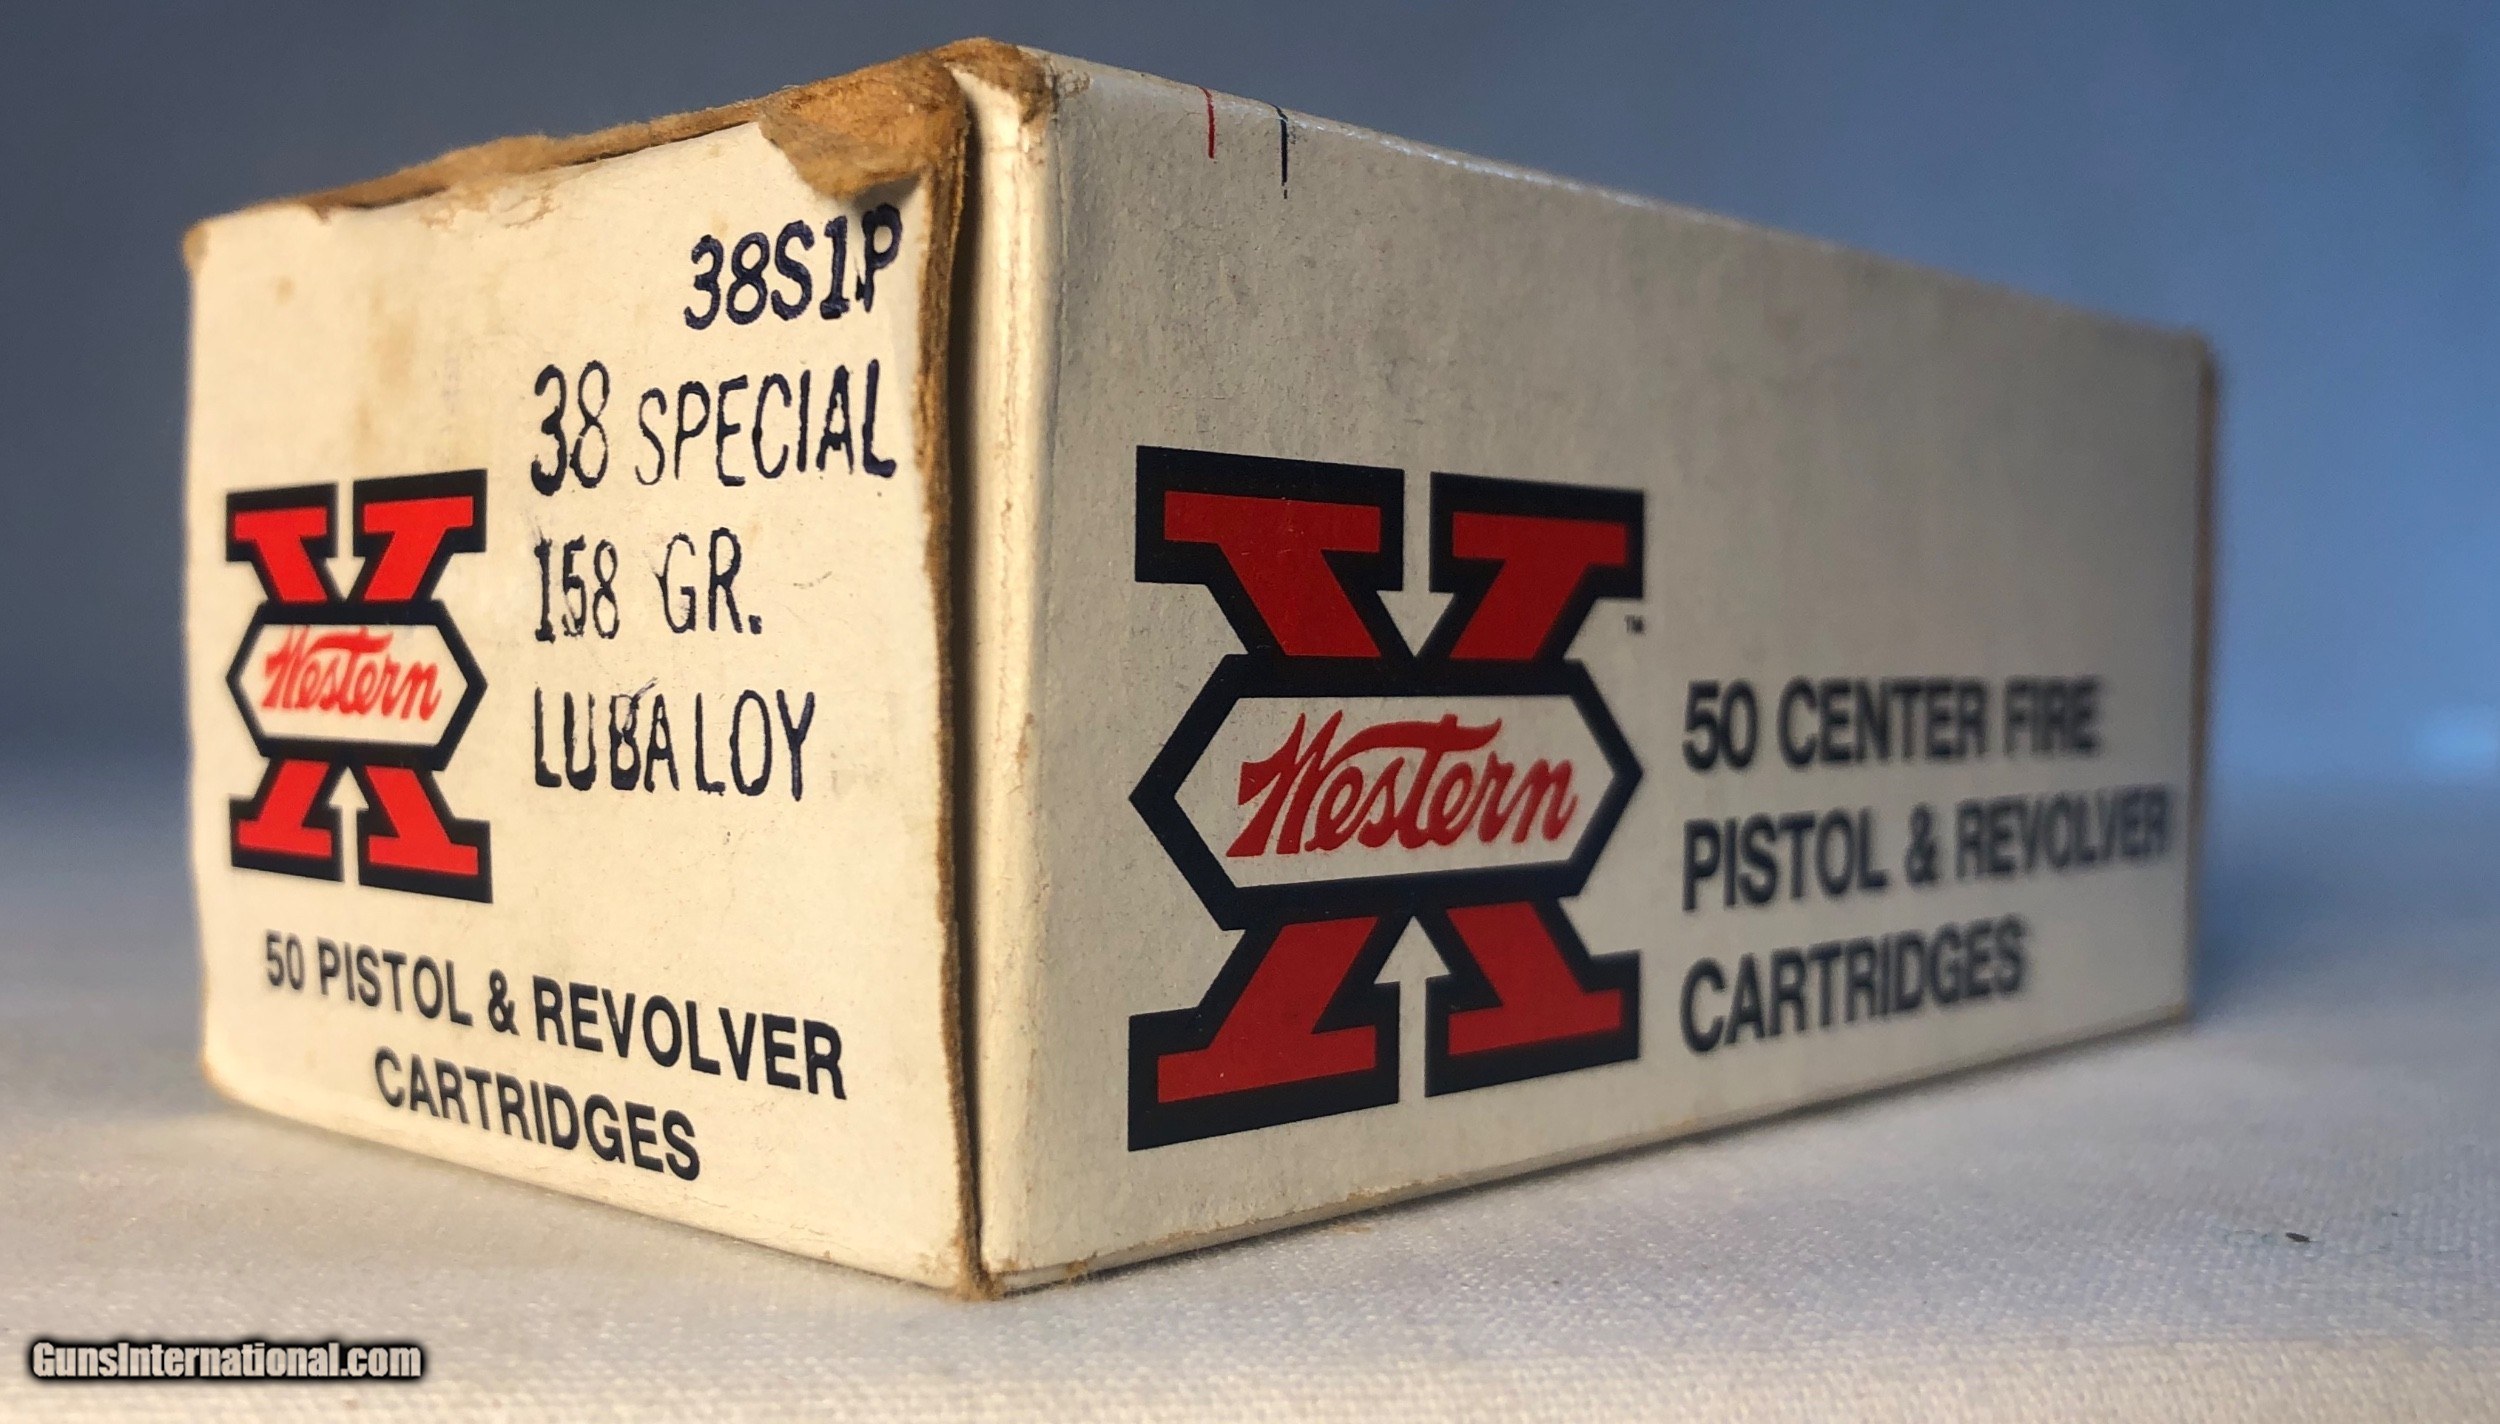 38S1P
38 SPECIAL
158 GR.
LUBALOY
Western
50 PISTOL & REVOLVER
CARTRIDGES
Western
TM
50 CENTER FIRE
PISTOL & REVOLVER
CARTRIDGES
GunsInternational.com